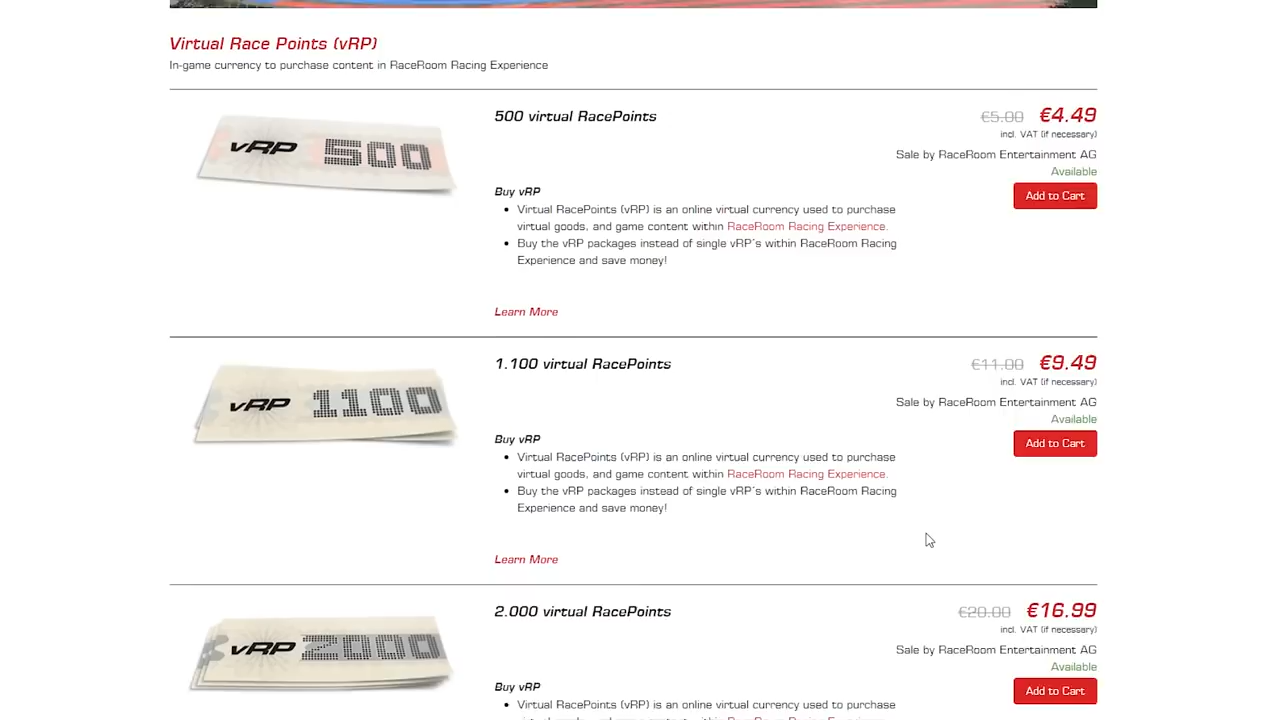 Virtual Race Points (vRP)
In-game currency to purchase content in RaceRoom Racing Experience
vRP 500
500 virtual RacePoints
€5.00 €4.49
incl. VAT (if necessary)
Sale by RaceRoom Entertainment AG
Available
Add to Cart
Buy vRP
• Virtual RacePoints (vRP) is an online virtual currency used to purchase
virtual goods, and game content within RaceRoom Racing Experience.
• Buy the vRP packages instead of single vRP´s within RaceRoom Racing
Experience and save money!
Learn More
vRP 1100
1.100 virtual RacePoints
€11.00 €9.49
incl. VAT (if necessary)
Sale by RaceRoom Entertainment AG
Available
Add to Cart
Buy vRP
• Virtual RacePoints (vRP) is an online virtual currency used to purchase
virtual goods, and game content within RaceRoom Racing Experience.
• Buy the vRP packages instead of single vRP´s within RaceRoom Racing
Experience and save money!
Learn More
vRP 2000
2.000 virtual RacePoints
€20.00 €16.99
incl. VAT (if necessary)
Sale by RaceRoom Entertainment AG
Available
Add to Cart
Buy vRP
• Virtual RacePoints (vRP) is an online virtual currency used to purchase